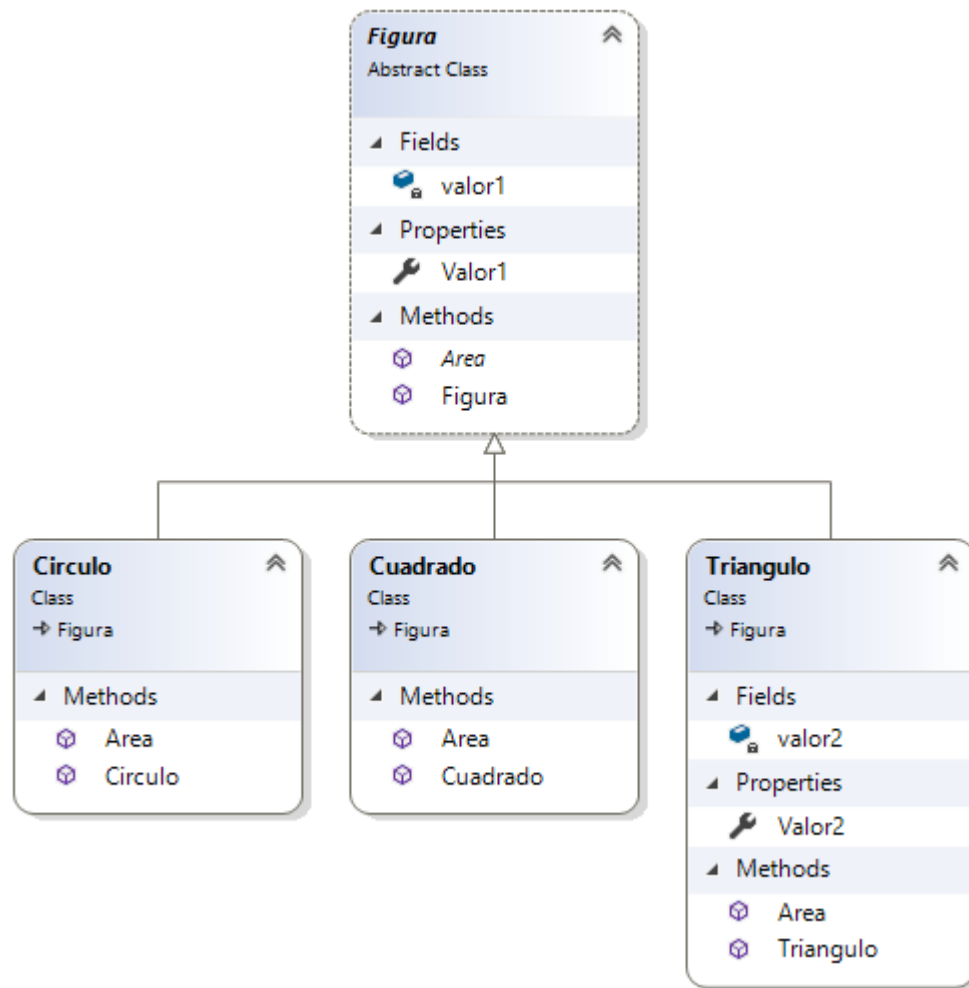 Figura
Abstract Class
Fields
valor1
Properties
Valor1
Methods
Area
Figura
Circulo
Class
Figura
Methods
Area
Circulo
Cuadrado
Class
Figura
Methods
Area
Cuadrado
Triangulo
Class
Figura
Fields
valor2
Properties
Valor2
Methods
Area
Triangulo